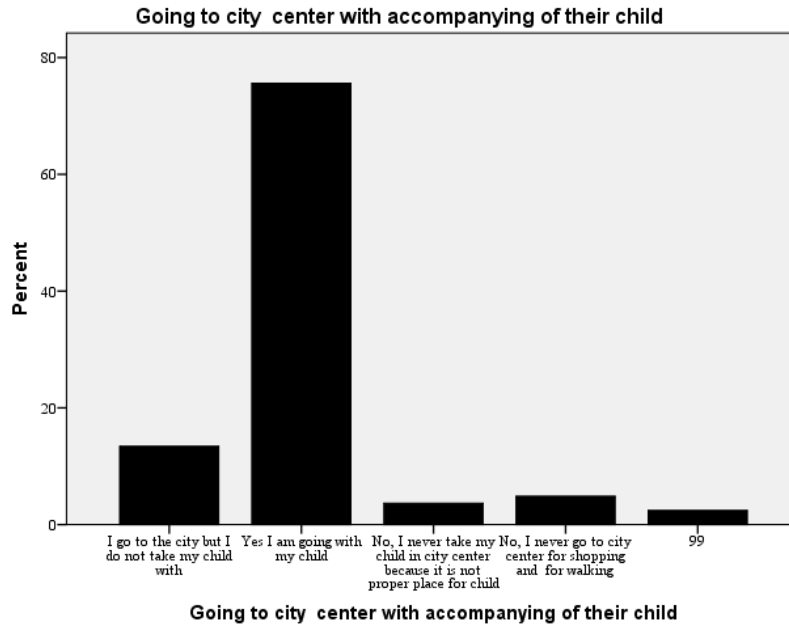 Going to city center with accompanying of their child
80
60
40
20
0
Percent
I go to the city but I
do not take my child
with
Yes I am going with
my child
No, I never take my
child in city center
because it is not
proper place for child
No, I never go to city
center for shopping
and for walking
99
Going to city center with accompanying of their child